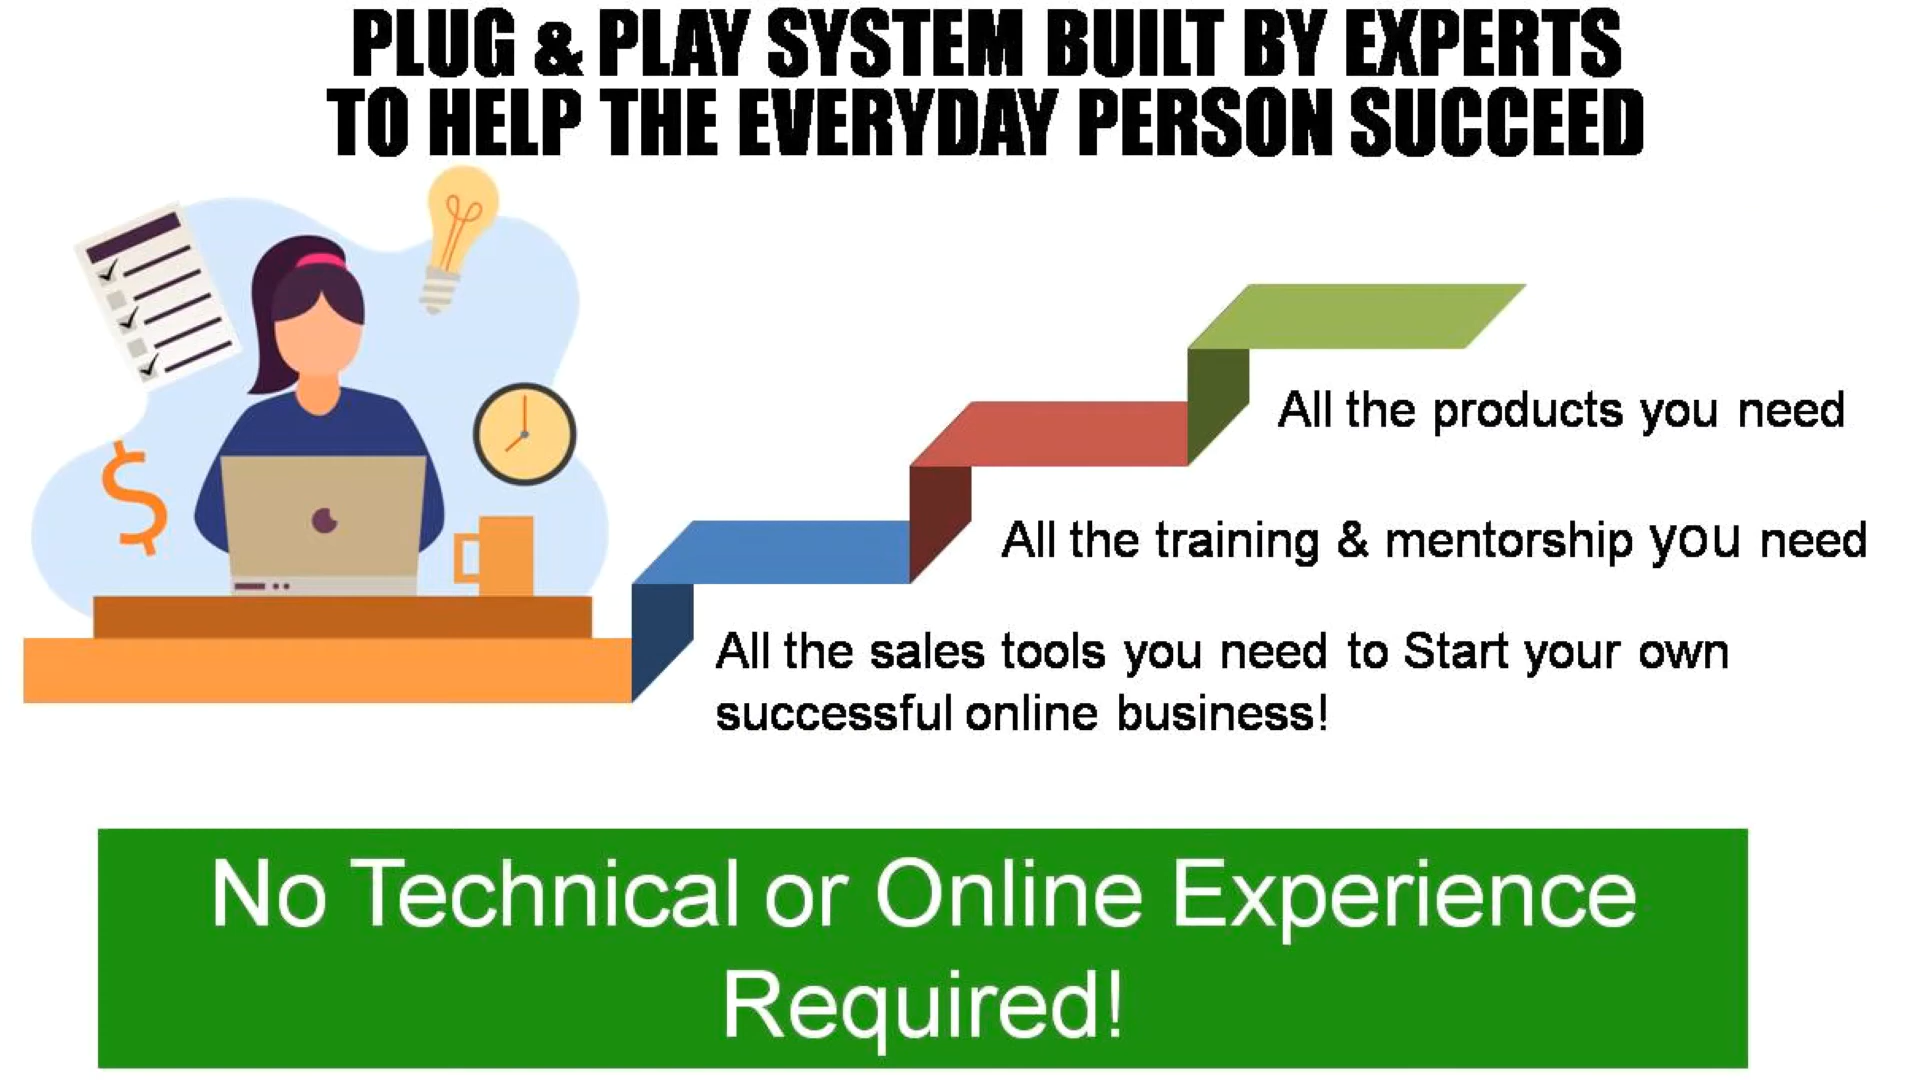 PLUG & PLAY SYSTEM BUILT BY EXPERTS
TO HELP THE EVERYDAY PERSON SUCCEED
All the products you need
All the training & mentorship you need
All the sales tools you need to Start your own
successful online business!
No Technical or Online Experience
Required!